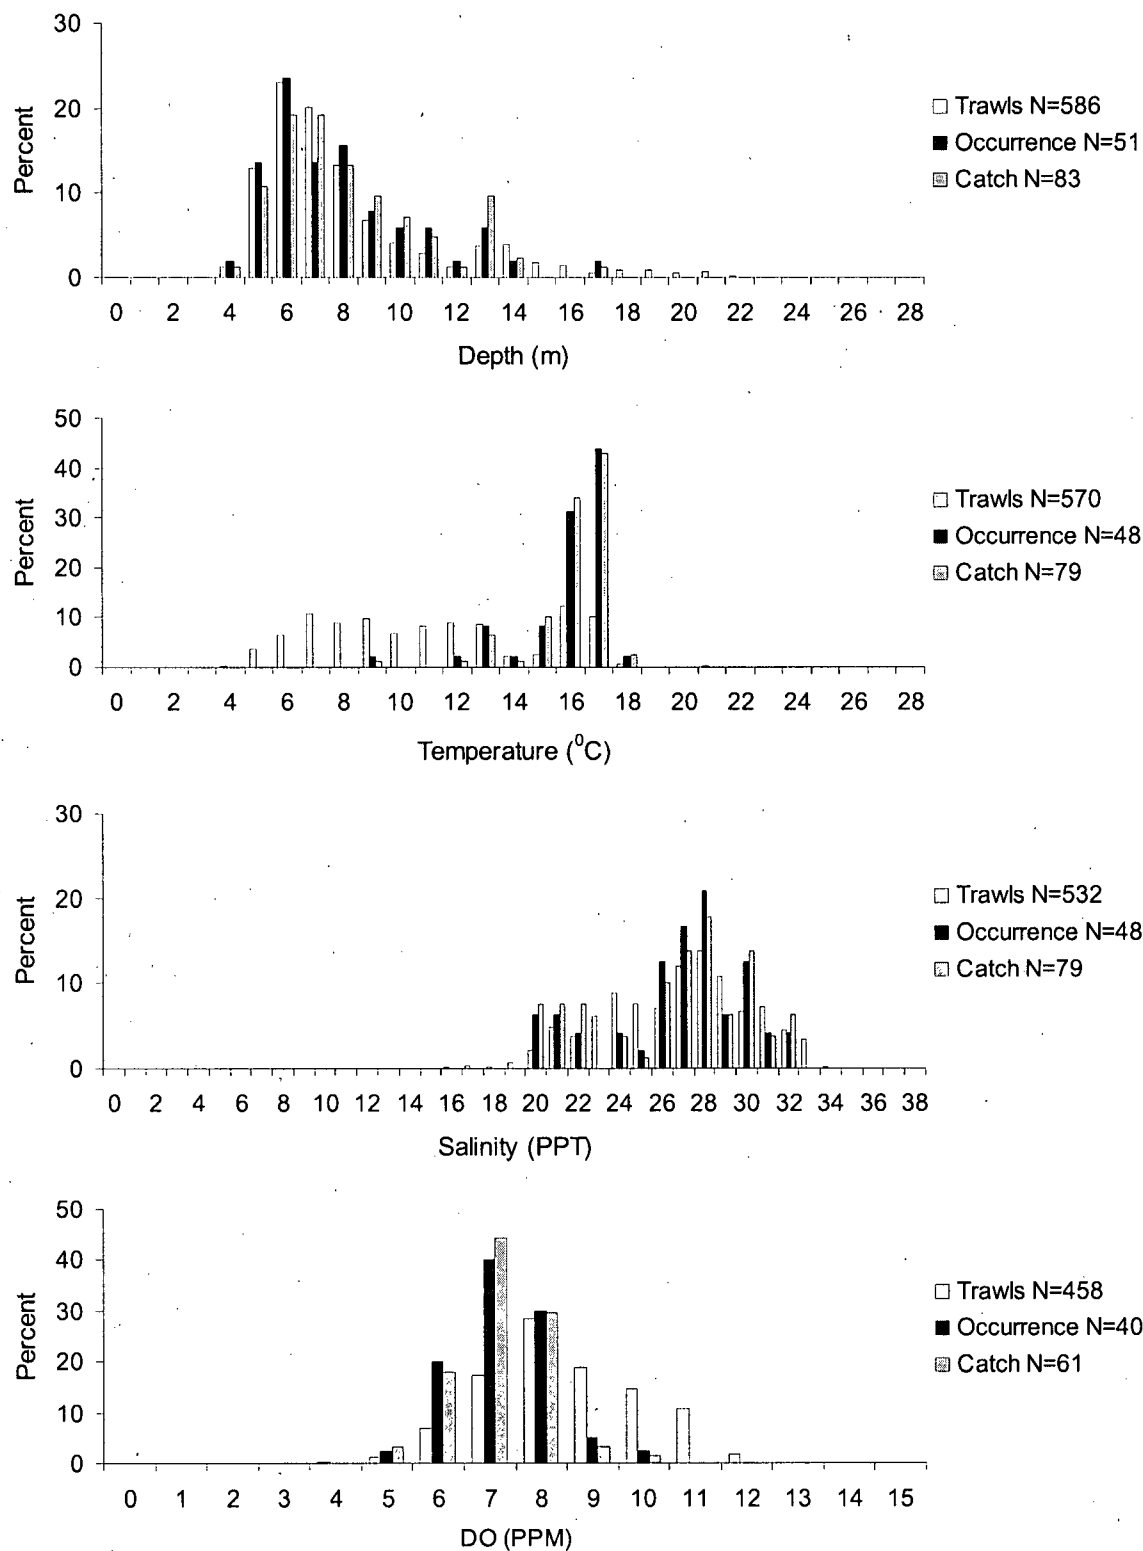 30
20
10
0
Percent
0 2 4 6 8 10 12 14 16 18 20 22 24 26 28
Depth (m)
Trawls N=586
Occurrence N=51
Catch N=83
50
40
30
20
10
0
Percent
0 2 4 6 8 10 12 14 16 18 20 22 24 26 28
Temperature (⁰C)
Trawls N=570
Occurrence N=48
Catch N=79
30
20
10
0
Percent
0 2 4 6 8 10 12 14 16 18 20 22 24 26 28 30 32 34 36 38
Salinity (PPT)
Trawls N=532
Occurrence N=48
Catch N=79
50
40
30
20
10
0
Percent
0 1 2 3 4 5 6 7 8 9 10 11 12 13 14 15
DO (PPM)
Trawls N=458
Occurrence N=40
Catch N=61